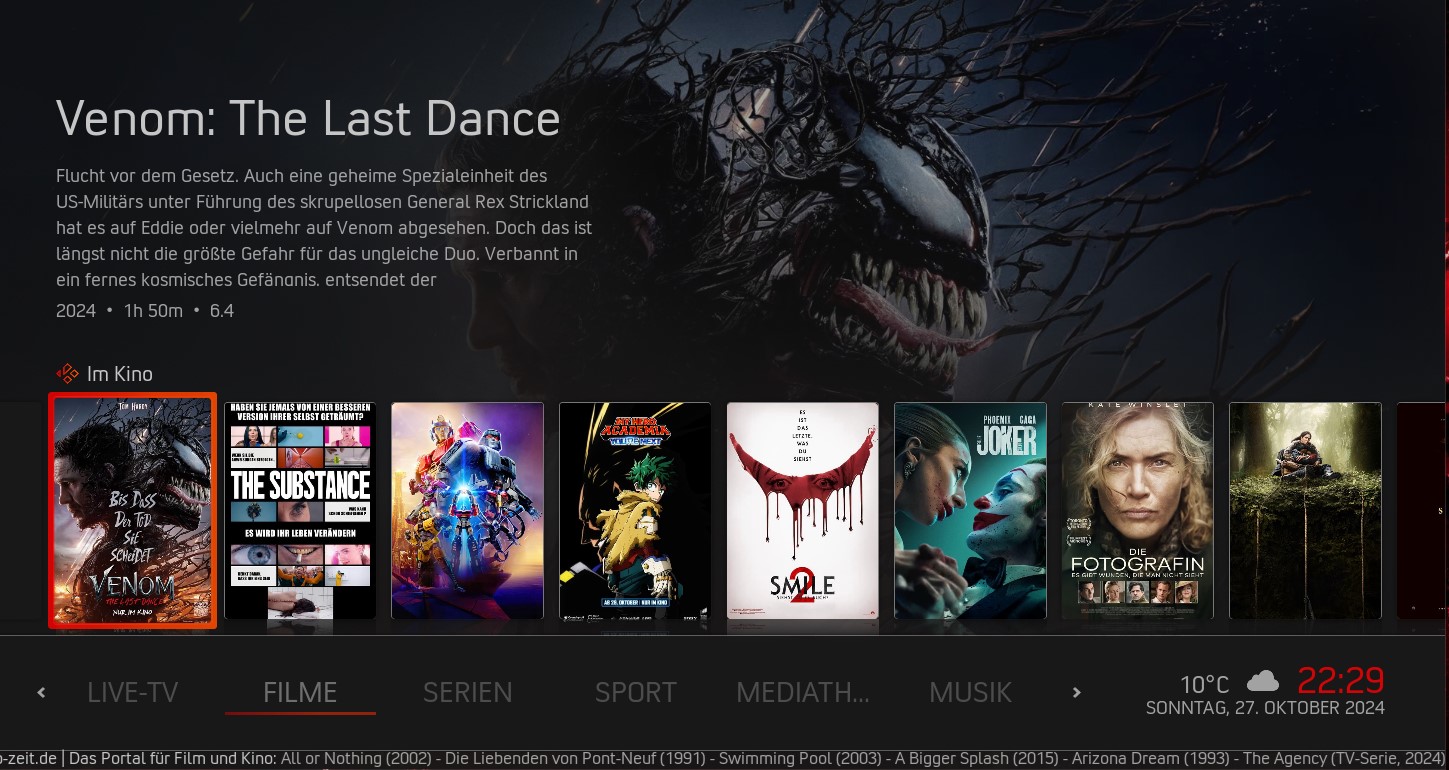 Venom: The Last Dance
Flucht vor dem Gesetz. Auch eine geheime Spezialeinheit des
US-Militärs unter Führung des skrupellosen General Rex Strickland
hat es auf Eddie oder vielmehr auf Venom abgesehen. Doch das ist
längst nicht die größte Gefahr für das ungleiche Duo. Verbannt in
ein fernes kosmisches Gefängnis, entsendet der
2024 • 1h 50m • 6.4
Im Kino
TOM HARDY
BIS DASS
DER TOD
SIE
SCHEIDET
VENOM
THE LAST DANCE
NUR IM KINO
HABEN SIE JEMALS VON EINER BESSEREN
VERSION IHRER SELBST GETRÄUMT?
THE SUBSTANCE
ES WIRD IHR LEBEN VERÄNDERN
MY HERO
ACADEMIA
YOU'RE NEXT
AB 29. OKTOBER NUR IM KINO
ES
IST
DAS
LETZTE,
WAS
DU
SIEHST
SMILE
2
PHOENIX GAGA
JOKER
KATE WINSLET
DIE
FOTOGRAFIN
ES GIBT WUNDEN, DIE MAN NICHT SIEHT
LIVE-TV
FILME
SERIEN
SPORT
MEDIATH...
MUSIK
10°C
22:29
SONNTAG, 27. OKTOBER 2024
o-zeit.de | Das Portal für Film und Kino: All or Nothing (2002) - Die Liebenden von Pont-Neuf (1991) - Swimming Pool (2003) - A Bigger Splash (2015) - Arizona Dream (1993) - The Agency (TV-Serie, 2024)